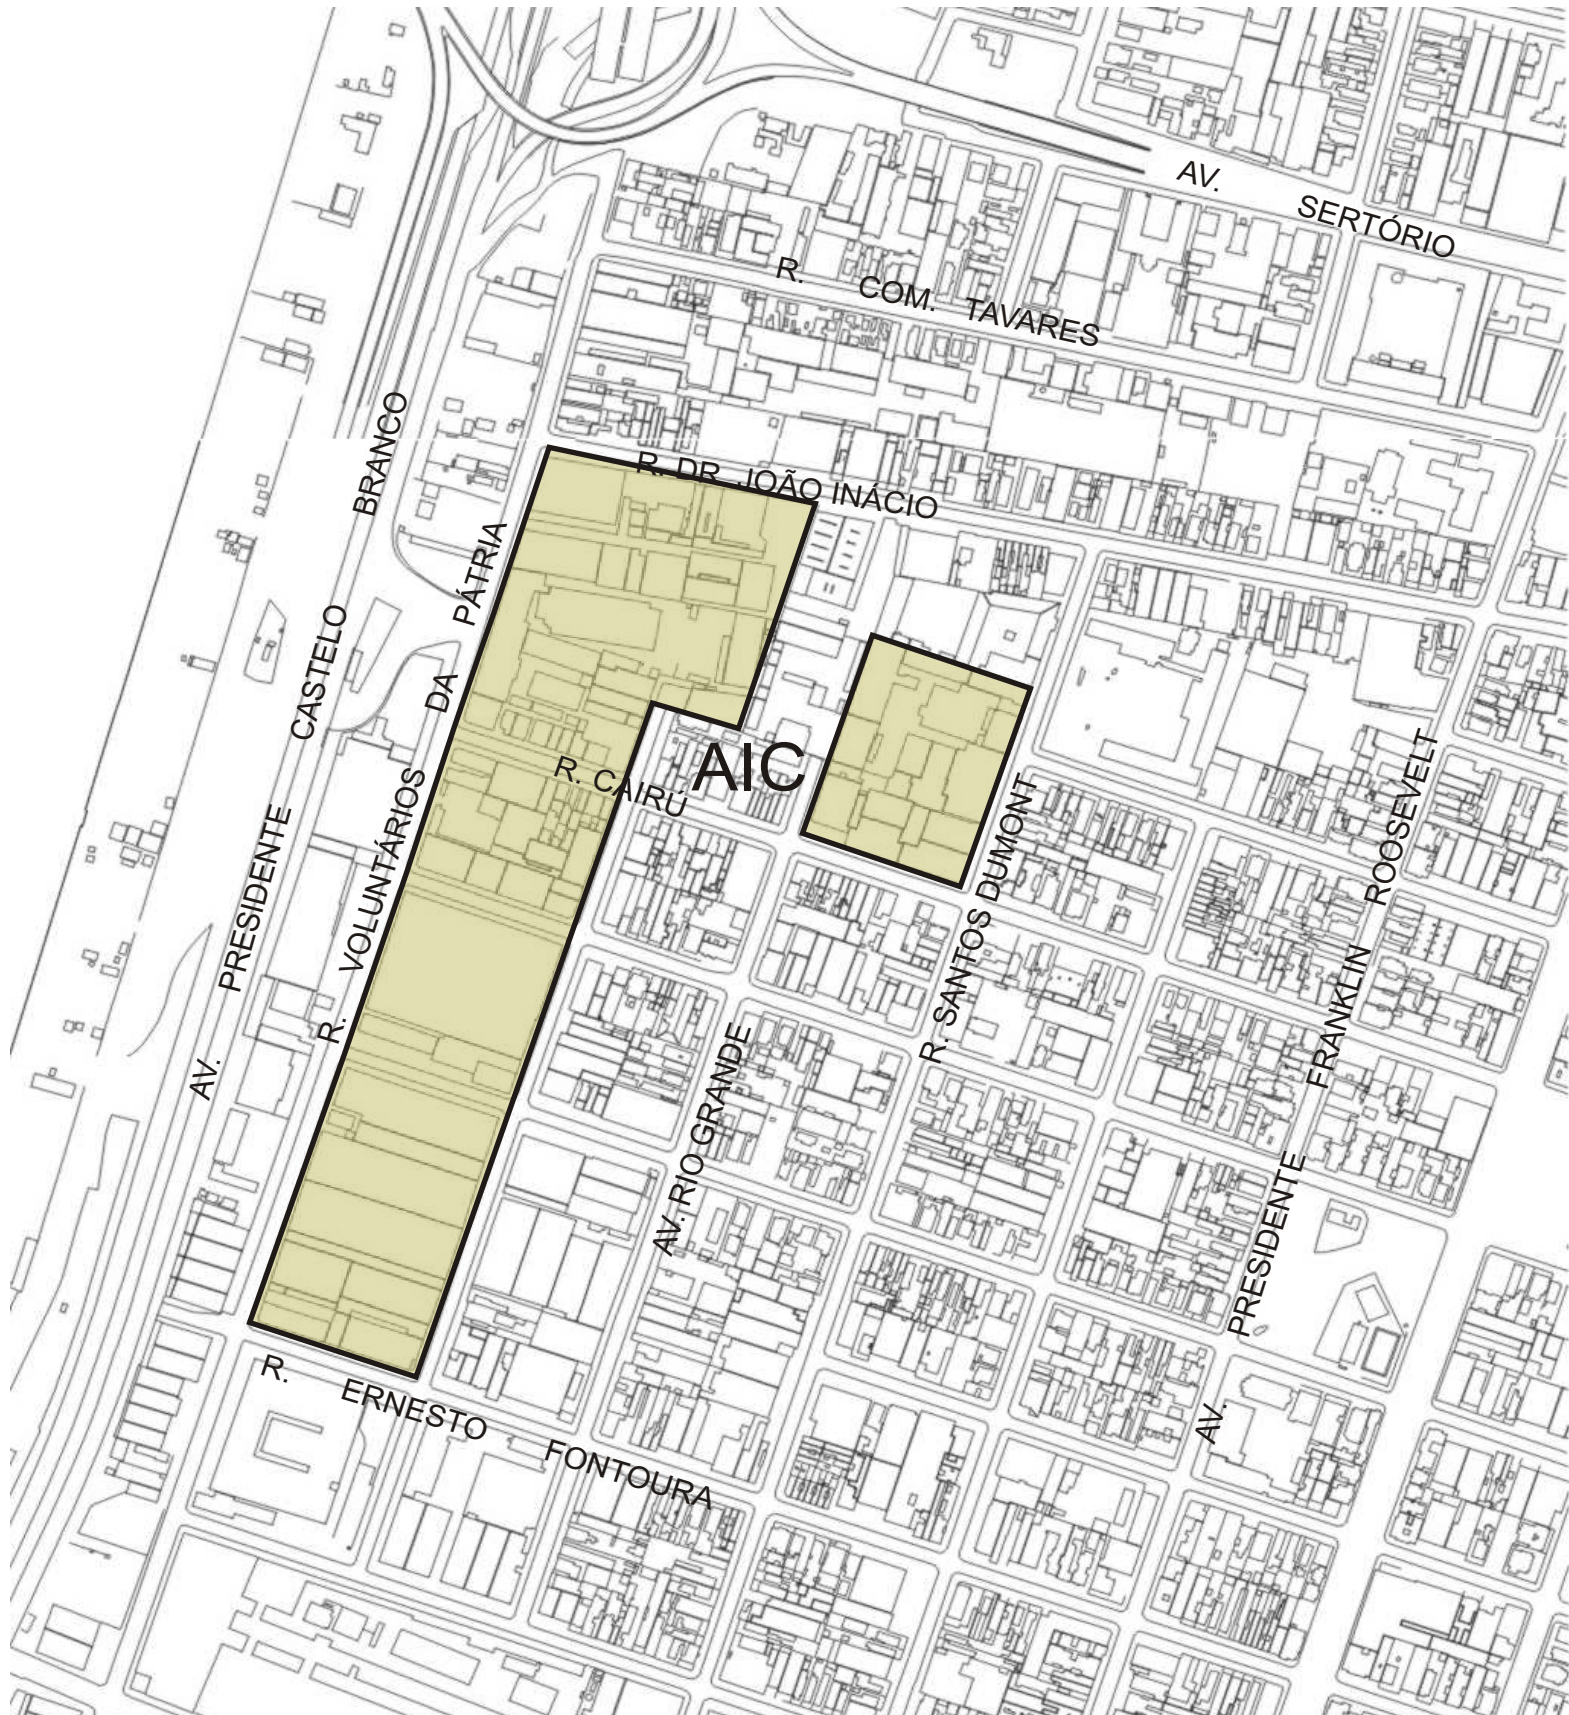 AV. SERTÓRIO
R. COM. TAVARES
R. DR. JOÃO INÁCIO
AV. PRESIDENTE CASTELO BRANCO
R. VOLUNTÁRIOS DA PÁTRIA
R. CAIRÚ
AIC
R. SANTOS DUMONT
AV. PRESIDENTE FRANKLIN ROOSEVELT
AV. RIO GRANDE
R. ERNESTO FONTOURA